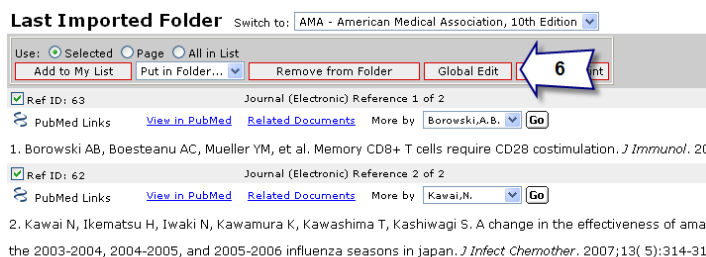 Last Imported Folder Switch to: AMA - American Medical Association, 10th Edition
Use: Selected Page All in List
Add to My List Put in Folder... Remove from Folder Global Edit 6 int
Ref ID: 63 Journal (Electronic) Reference 1 of 2
PubMed Links View in PubMed Related Documents More by Borowski,A.B. Go
1. Borowski AB, Boesteanu AC, Mueller YM, et al. Memory CD8+ T cells require CD28 costimulation. J Immunol. 20
Ref ID: 62 Journal (Electronic) Reference 2 of 2
PubMed Links View in PubMed Related Documents More by Kawai,N. Go
2. Kawai N, Ikematsu H, Iwaki N, Kawamura K, Kawashima T, Kashiwagi S. A change in the effectiveness of ama
the 2003-2004, 2004-2005, and 2005-2006 influenza seasons in japan. J Infect Chemother. 2007;13( 5):314-31